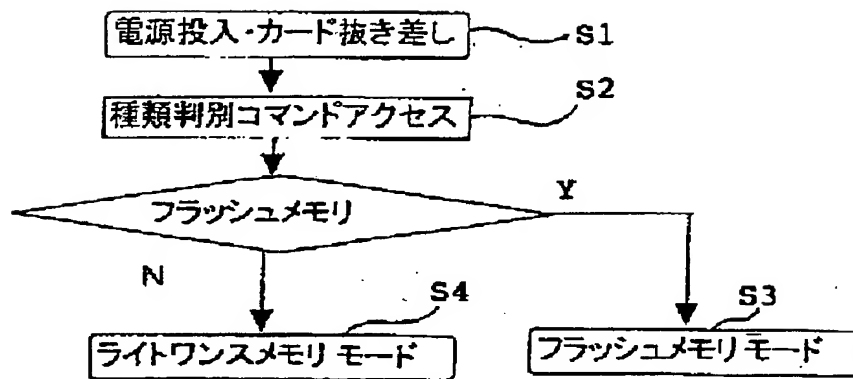 電源投入・カード抜き差し S1
種類判別コマンドアクセス S2
フラッシュメモリ
Y
N
S4
S3
ライトワンスメモリ モード
フラッシュメモリ モード